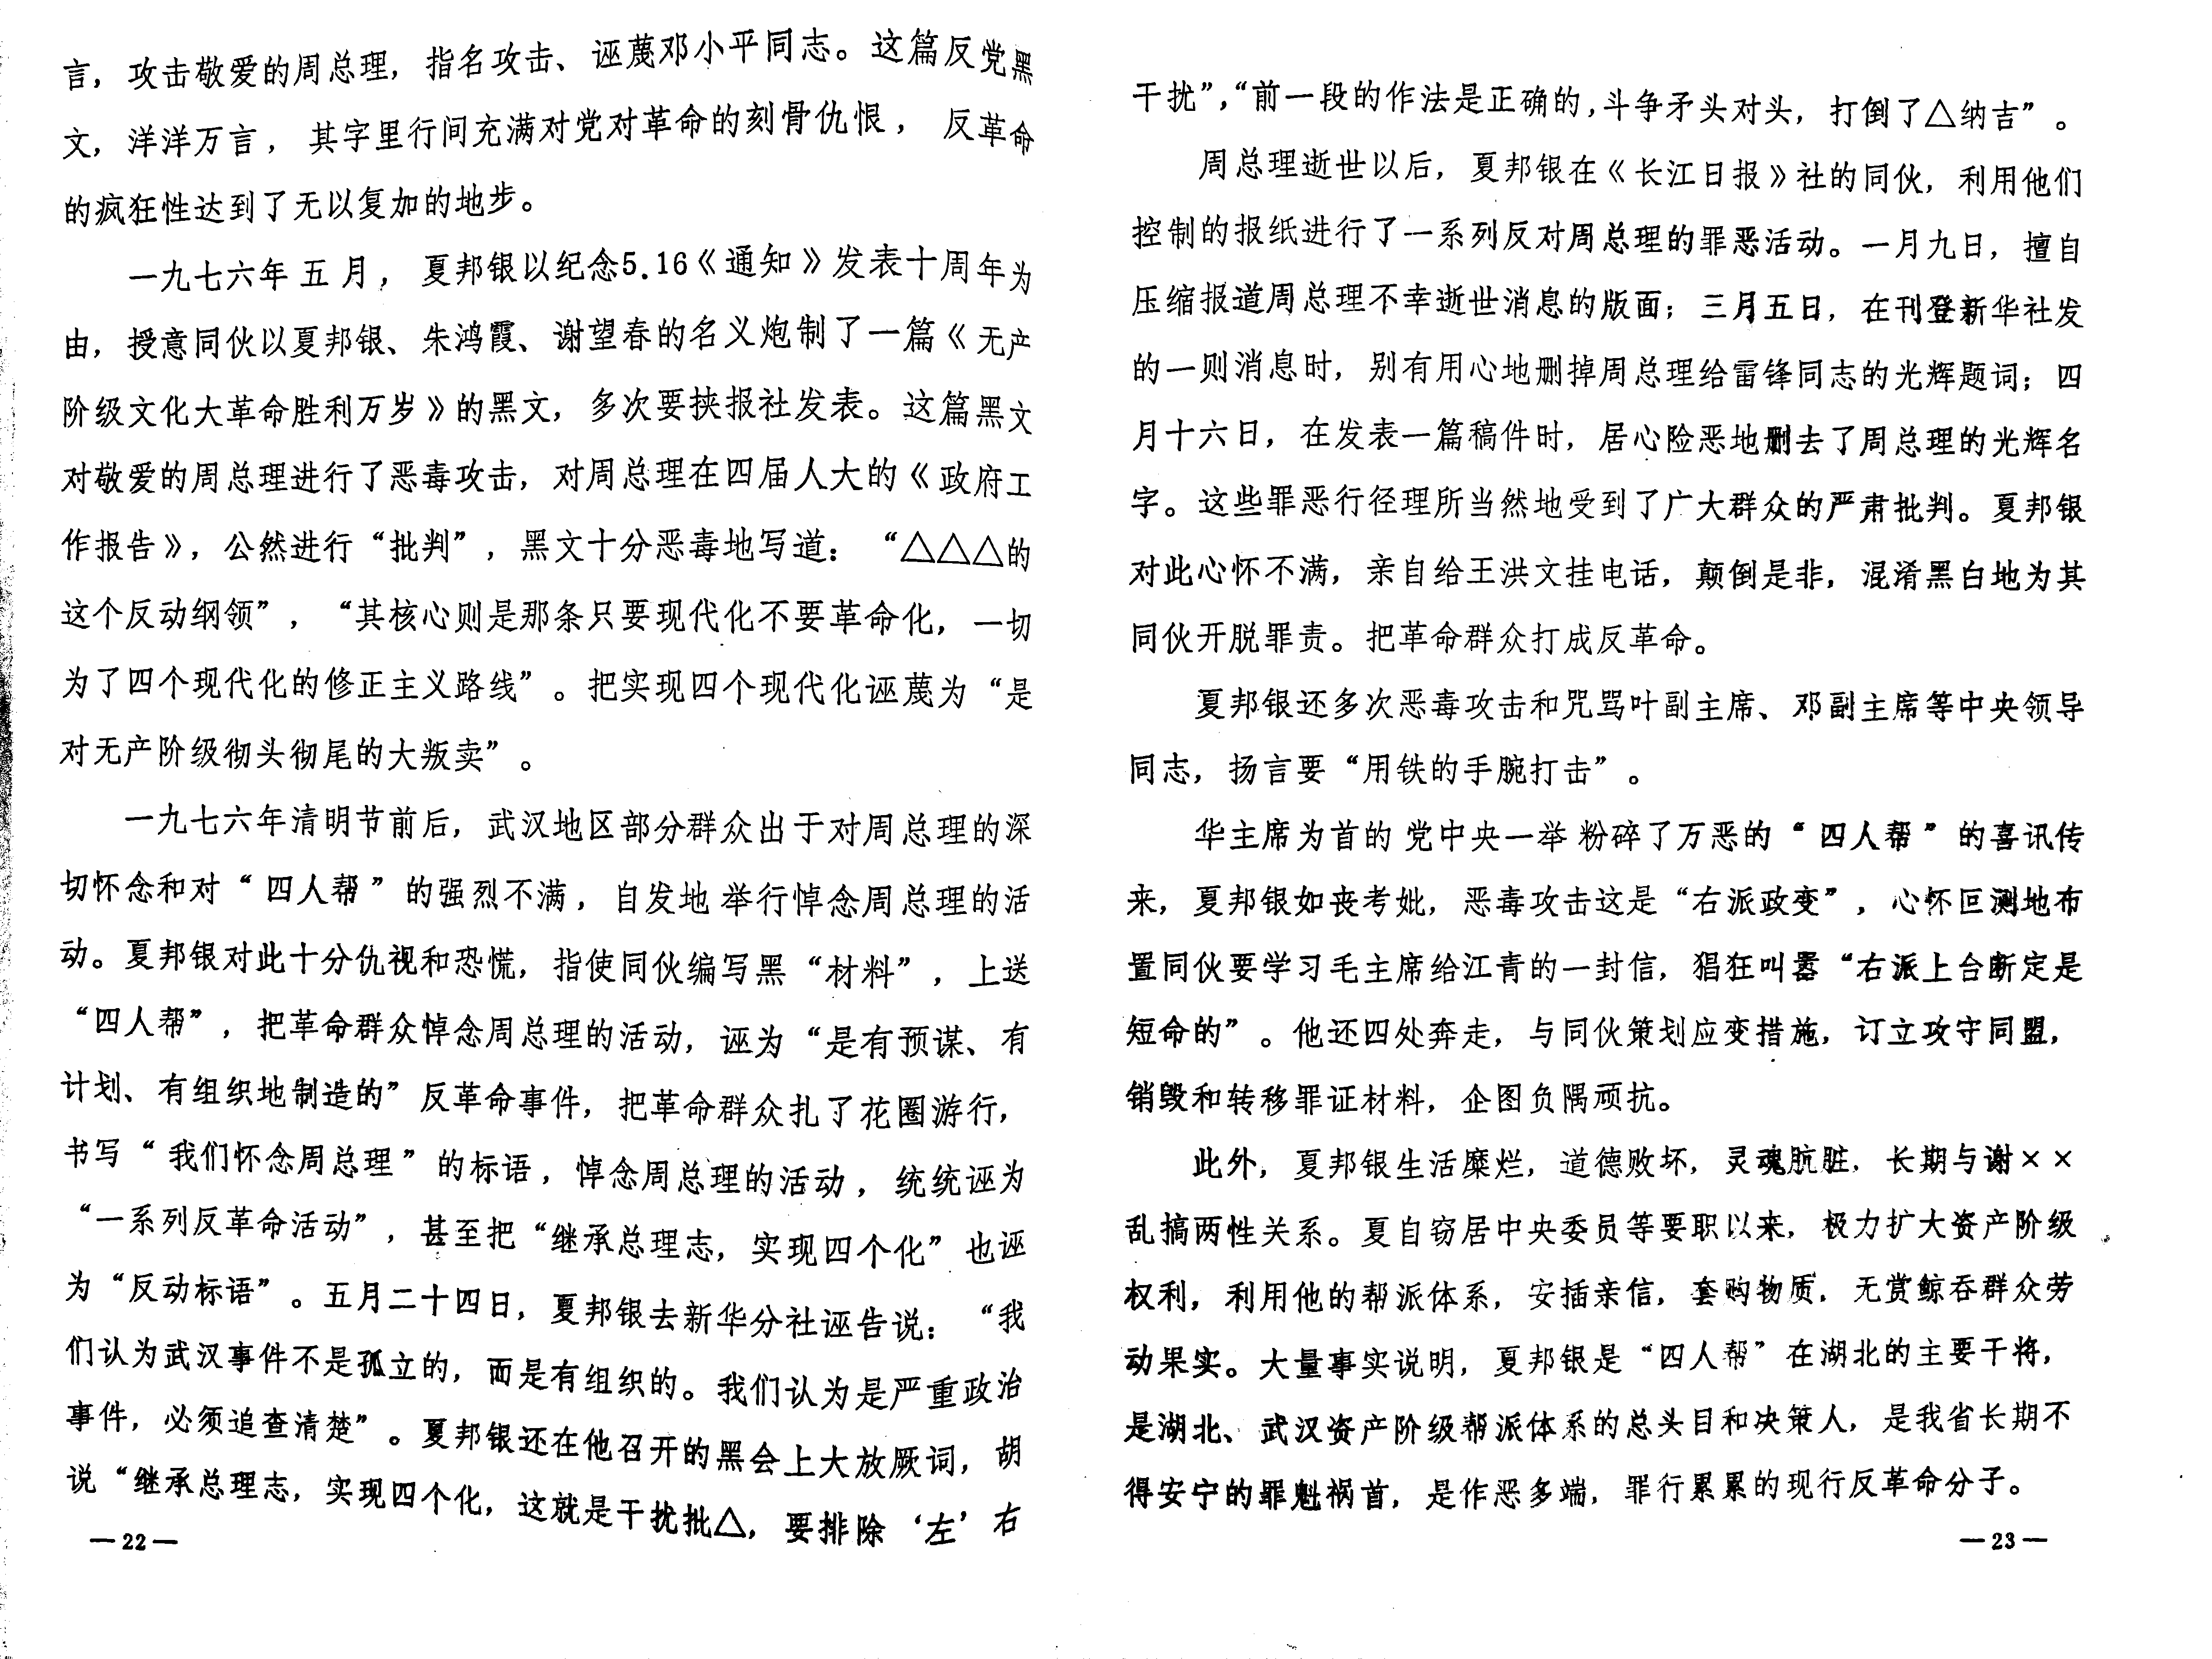 言，攻击敬爱的周总理，指名攻击、诬蔑邓小平同志。这篇反党黑
文，洋洋万言，其字里行间充满对党对革命的刻骨仇恨，反革命
的疯狂性达到了无以复加的地步。
一九七六年五月，夏邦银以纪念5.16《通知》发表十周年为
由，授意同伙以夏邦银、朱鸿霞、谢望春的名义炮制了一篇《无产
阶级文化大革命胜利万岁》的黑文，多次要挟报社发表。这篇黑文
对敬爱的周总理进行了恶毒攻击，对周总理在四届人大的《政府工
作报告》，公然进行“批判”，黑文十分恶毒地写道：“△△△的
这个反动纲领”，“其核心则是那条只要现代化不要革命化，一切
为了四个现代化的修正主义路线”。把实现四个现代化诬蔑为“是
对无产阶级彻头彻尾的大叛卖”。
一九七六年清明节前后，武汉地区部分群众出于对周总理的深
切怀念和对“四人帮”的强烈不满，自发地举行悼念周总理的活
动。夏邦银对此十分仇视和恐慌，指使同伙编写黑“材料”，上送
“四人帮”，把革命群众悼念周总理的活动，诬为“是有预谋、有
计划、有组织地制造的”反革命事件，把革命群众扎了花圈游行，
书写“我们怀念周总理”的标语，悼念周总理的活动，统统诬为
“一系列反革命活动”，甚至把“继承总理志，实现四个化”也诬
为“反动标语”。五月二十四日，夏邦银去新华分社诬告说：“我
们认为武汉事件不是孤立的，而是有组织的。我们认为是严重政治
事件，必须追查清楚”。夏邦银还在他召开的黑会上大放厥词，胡
说“继承总理志，实现四个化，这就是干扰批△，要排除‘左’右
—22—
干扰”，“前一段的作法是正确的，斗争矛头对头，打倒了△纳吉”。
周总理逝世以后，夏邦银在《长江日报》社的同伙，利用他们
控制的报纸进行了一系列反对周总理的罪恶活动。一月九日，擅自
压缩报道周总理不幸逝世消息的版面；三月五日，在刊登新华社发
的一则消息时，别有用心地删掉周总理给雷锋同志的光辉题词；四
月十六日，在发表一篇稿件时，居心险恶地删去了周总理的光辉名
字。这些罪恶行径理所当然地受到了广大群众的严肃批判。夏邦银
对此心怀不满，亲自给王洪文挂电话，颠倒是非，混淆黑白地为其
同伙开脱罪责。把革命群众打成反革命。
夏邦银还多次恶毒攻击和咒骂叶副主席、邓副主席等中央领导
同志，扬言要“用铁的手腕打击”。
华主席为首的党中央一举粉碎了万恶的“四人帮”的喜讯传
来，夏邦银如丧考妣，恶毒攻击这是“右派政变”，心怀叵测地布
置同伙要学习毛主席给江青的一封信，猖狂叫嚣“右派上台断定是
短命的”。他还四处奔走，与同伙策划应变措施，订立攻守同盟，
销毁和转移罪证材料，企图负隅顽抗。
此外，夏邦银生活糜烂，道德败坏，灵魂肮脏，长期与谢××
乱搞两性关系。夏自窃居中央委员等要职以来，极力扩大资产阶级
权利，利用他的帮派体系，安插亲信，套购物质，无赏鲸吞群众劳
动果实。大量事实说明，夏邦银是“四人帮”在湖北的主要干将，
是湖北、武汉资产阶级帮派体系的总头目和决策人，是我省长期不
得安宁的罪魁祸首，是作恶多端，罪行累累的现行反革命分子。
—23—